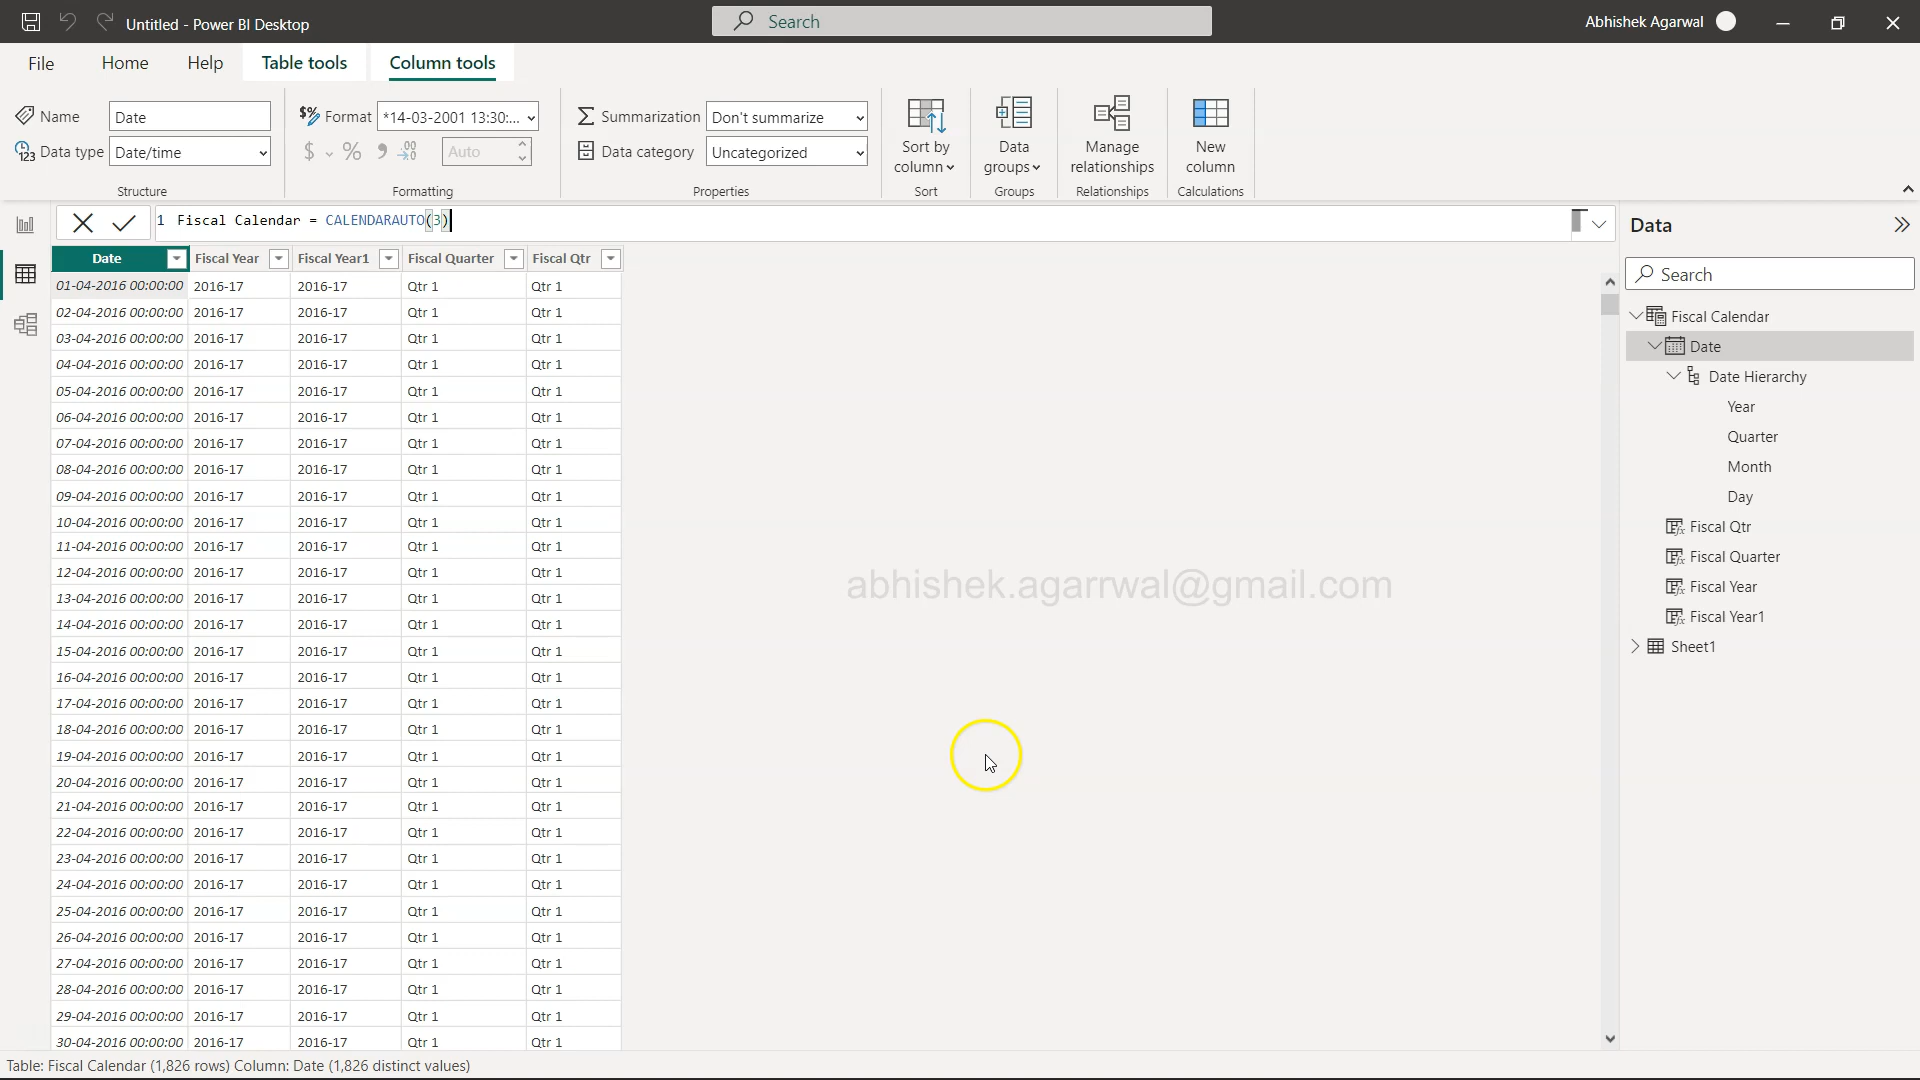 Untitled - Power BI Desktop
Search
Abhishek Agarwal
File Home Help Table tools Column tools
Name Date
$% Format *14-03-2001 13:30:...
Σ Summarization Don't summarize
Data type Date/time
$ % 9 .00 Auto
Data category Uncategorized
Sort by column
Data groups
Manage relationships
New column
Structure Formatting Properties Sort Groups Relationships Calculations
1 Fiscal Calendar = CALENDARAUTO(3)
Date Fiscal Year Fiscal Year1 Fiscal Quarter Fiscal Qtr
01-04-2016 00:00:00 2016-17 2016-17 Qtr 1 Qtr 1
02-04-2016 00:00:00 2016-17 2016-17 Qtr 1 Qtr 1
03-04-2016 00:00:00 2016-17 2016-17 Qtr 1 Qtr 1
04-04-2016 00:00:00 2016-17 2016-17 Qtr 1 Qtr 1
05-04-2016 00:00:00 2016-17 2016-17 Qtr 1 Qtr 1
06-04-2016 00:00:00 2016-17 2016-17 Qtr 1 Qtr 1
07-04-2016 00:00:00 2016-17 2016-17 Qtr 1 Qtr 1
08-04-2016 00:00:00 2016-17 2016-17 Qtr 1 Qtr 1
09-04-2016 00:00:00 2016-17 2016-17 Qtr 1 Qtr 1
10-04-2016 00:00:00 2016-17 2016-17 Qtr 1 Qtr 1
11-04-2016 00:00:00 2016-17 2016-17 Qtr 1 Qtr 1
12-04-2016 00:00:00 2016-17 2016-17 Qtr 1 Qtr 1
13-04-2016 00:00:00 2016-17 2016-17 Qtr 1 Qtr 1
14-04-2016 00:00:00 2016-17 2016-17 Qtr 1 Qtr 1
15-04-2016 00:00:00 2016-17 2016-17 Qtr 1 Qtr 1
16-04-2016 00:00:00 2016-17 2016-17 Qtr 1 Qtr 1
17-04-2016 00:00:00 2016-17 2016-17 Qtr 1 Qtr 1
18-04-2016 00:00:00 2016-17 2016-17 Qtr 1 Qtr 1
19-04-2016 00:00:00 2016-17 2016-17 Qtr 1 Qtr 1
20-04-2016 00:00:00 2016-17 2016-17 Qtr 1 Qtr 1
21-04-2016 00:00:00 2016-17 2016-17 Qtr 1 Qtr 1
22-04-2016 00:00:00 2016-17 2016-17 Qtr 1 Qtr 1
23-04-2016 00:00:00 2016-17 2016-17 Qtr 1 Qtr 1
24-04-2016 00:00:00 2016-17 2016-17 Qtr 1 Qtr 1
25-04-2016 00:00:00 2016-17 2016-17 Qtr 1 Qtr 1
26-04-2016 00:00:00 2016-17 2016-17 Qtr 1 Qtr 1
27-04-2016 00:00:00 2016-17 2016-17 Qtr 1 Qtr 1
28-04-2016 00:00:00 2016-17 2016-17 Qtr 1 Qtr 1
29-04-2016 00:00:00 2016-17 2016-17 Qtr 1 Qtr 1
30-04-2016 00:00:00 2016-17 2016-17 Qtr 1 Qtr 1
abhishek.agarrwal@gmail.com
Data
Search
Fiscal Calendar
Date
Date Hierarchy
Year
Quarter
Month
Day
Fiscal Qtr
Fiscal Quarter
Fiscal Year
Fiscal Year1
Sheet1
Table: Fiscal Calendar (1,826 rows) Column: Date (1,826 distinct values)